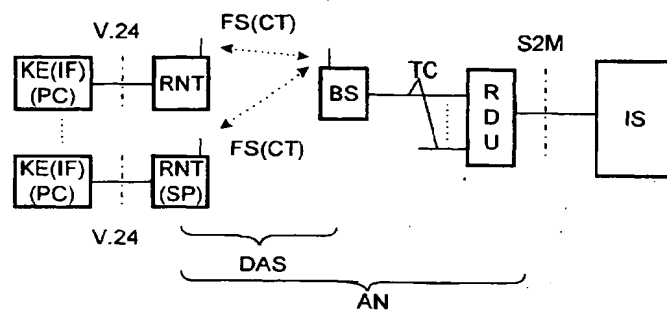 V.24
FS(CT)
S2M
KE(IF)
(PC)
RNT
BS
TC
R
D
U
IS
FS(CT)
KE(IF)
(PC)
RNT
(SP)
V.24
DAS
AN